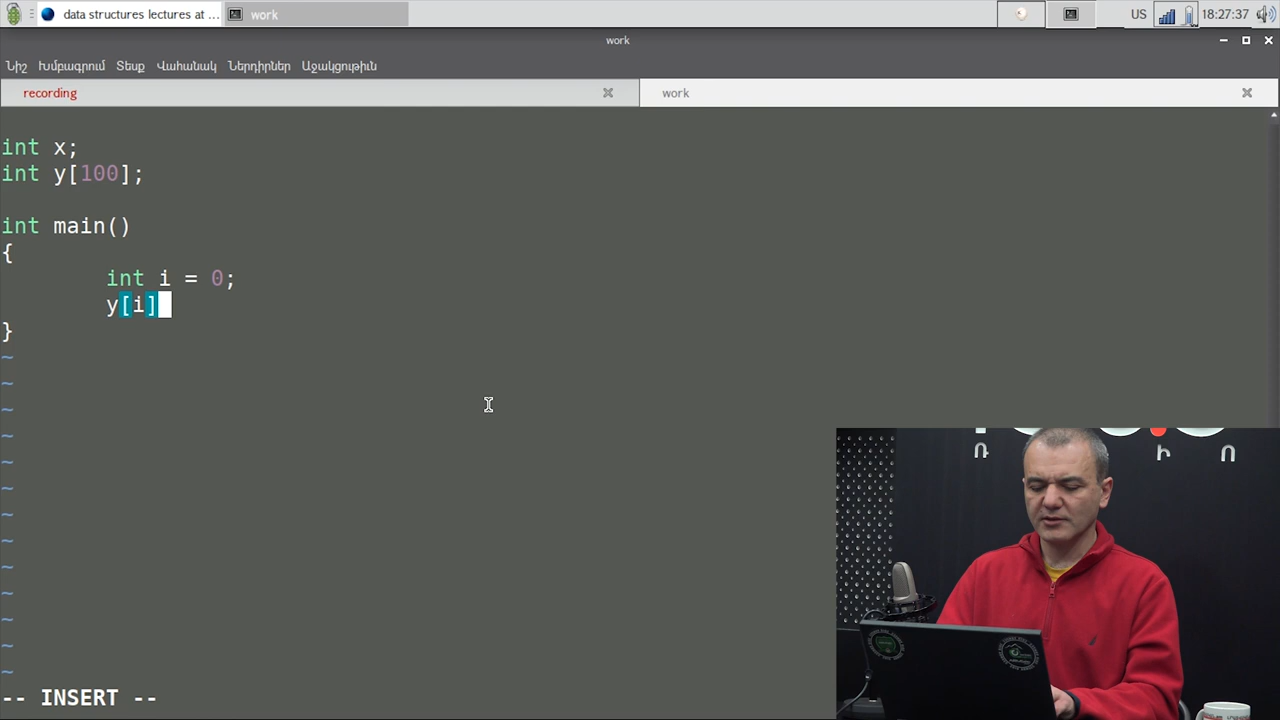 data structures lectures at ...
work
US
18:27:37
work
Նիշ Խմբագրում Տեսք Վահանակ Ներդիրներ Աջակցութիւն
recording
work
int x;
int y[100];
int main()
{
int i = 0;
y[i]
}
~
~
~
~
~
~
~
~
~
~
~
~
~
-- INSERT --